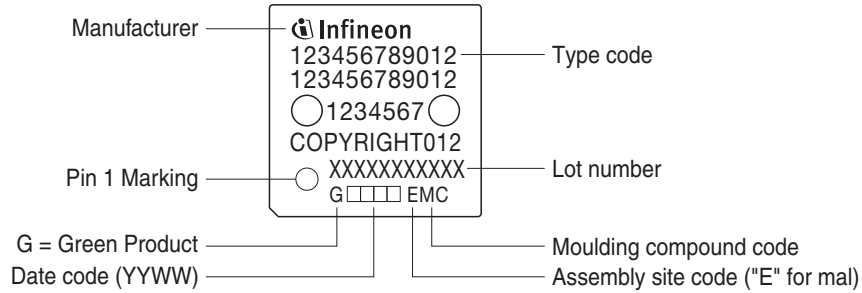 Manufacturer
Infineon
123456789012
Type code
123456789012
1234567
COPYRIGHT012
XXXXXXXXXXX
Lot number
Pin 1 Marking
G□□□□ EMC
G = Green Product
Moulding compound code
Date code (YYWW)
Assembly site code ("E" for mal)